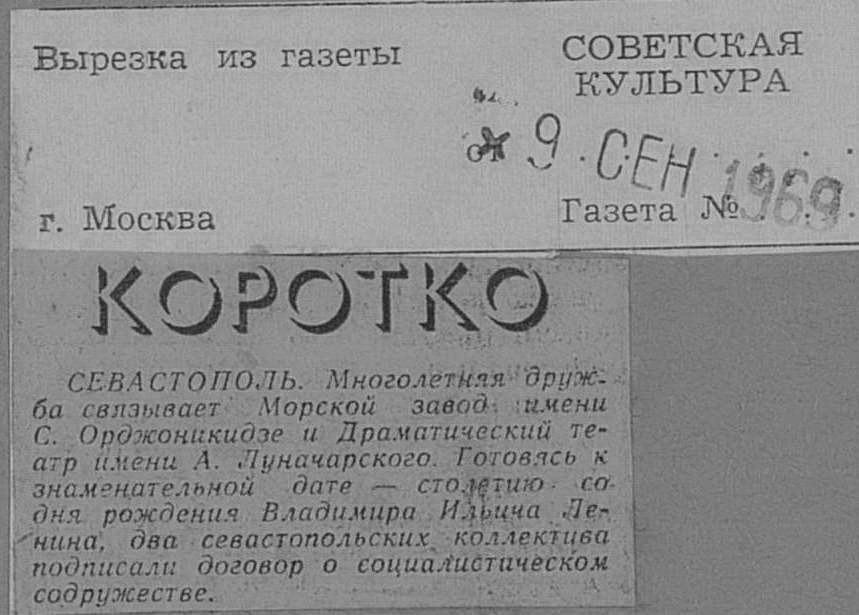 Вырезка из газеты
СОВЕТСКАЯ
КУЛЬТУРА
от 9 СЕН 1969
г. Москва
Газета №
КОРОТКО
СЕВАСТОПОЛЬ. Многолетняя друж-
ба связывает Морской завод имени
С. Орджоникидзе и Драматический те-
атр имени А. Луначарского. Готовясь к
знаменательной дате — столетию со
дня рождения Владимира Ильича Ле-
нина, два севастопольских коллектива
подписали договор о социалистическом
содружестве.